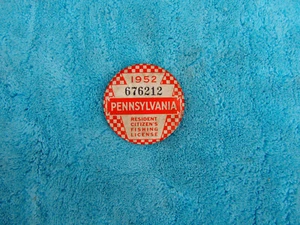 1952
676212
PENNSYLVANIA
RESIDENT
CITIZEN'S
FISHING
LICENSE